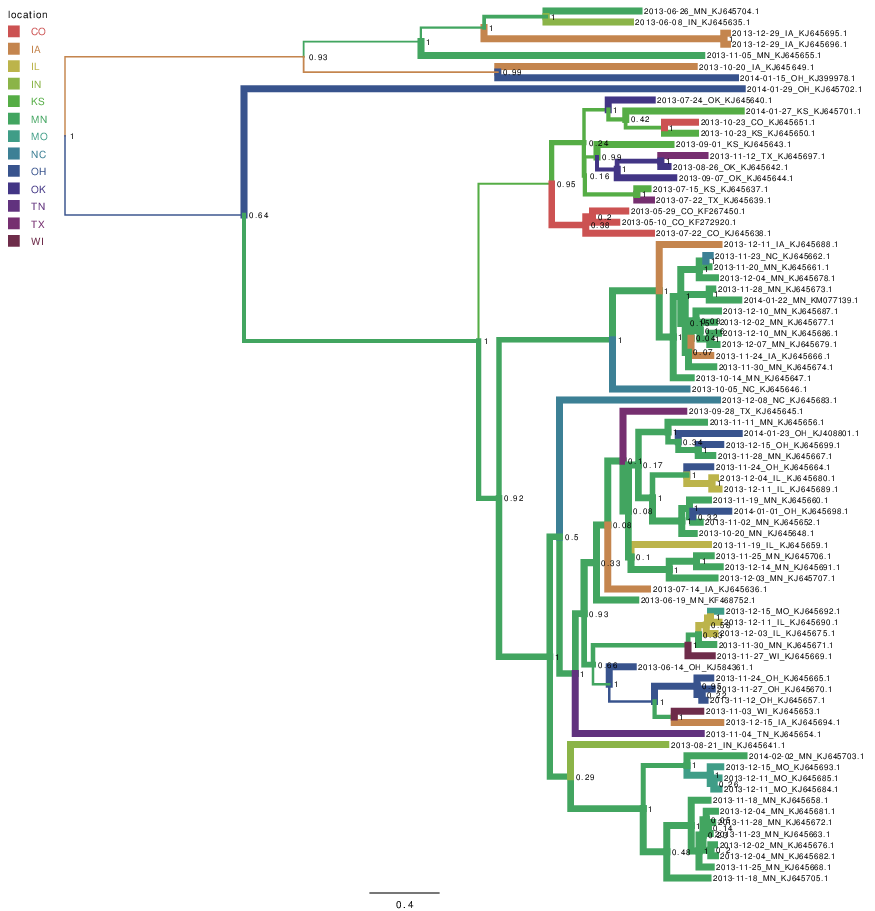 location
CO
IA
IL
IN
KS
MN
MO
NC
OH
OK
TN
TX
WI
2013-06-26_MN_KJ645704.1
2013-06-08_IN_KJ645635.1
2013-12-29_IA_KJ645695.1
2013-12-29_IA_KJ645696.1
2013-11-05_MN_KJ645655.1
2013-10-20_IA_KJ645649.1
2014-01-15_OH_KJ399978.1
2014-01-29_OH_KJ645702.1
2013-07-24_OK_KJ645640.1
2014-01-27_KS_KJ645701.1
2013-10-23_CO_KJ645651.1
2013-10-23_KS_KJ645650.1
2013-09-01_KS_KJ645643.1
2013-11-12_TX_KJ645697.1
2013-08-26_OK_KJ645642.1
2013-09-07_OK_KJ645644.1
2013-07-15_KS_KJ645637.1
2013-07-22_TX_KJ645639.1
2013-05-29_CO_KF267450.1
2013-05-10_CO_KF272920.1
2013-07-22_CO_KJ645638.1
2013-12-11_IA_KJ645688.1
2013-11-23_NC_KJ645662.1
2013-11-20_MN_KJ645661.1
2013-12-04_MN_KJ645678.1
2013-11-28_MN_KJ645673.1
2014-01-22_MN_KM077139.1
2013-12-10_MN_KJ645687.1
2013-12-02_MN_KJ645677.1
2013-12-10_MN_KJ645686.1
2013-12-07_MN_KJ645679.1
2013-11-24_IA_KJ645666.1
2013-11-30_MN_KJ645674.1
2013-10-14_MN_KJ645647.1
2013-10-05_NC_KJ645646.1
2013-12-08_NC_KJ645683.1
2013-09-28_TX_KJ645645.1
2013-11-11_MN_KJ645656.1
2014-01-23_OH_KJ408801.1
2013-12-15_OH_KJ645699.1
2013-11-28_MN_KJ645667.1
2013-11-24_OH_KJ645664.1
2013-12-04_IL_KJ645680.1
2013-12-11_IL_KJ645689.1
2013-11-19_MN_KJ645660.1
2014-01-01_OH_KJ645698.1
2013-11-02_MN_KJ645652.1
2013-10-20_MN_KJ645648.1
2013-11-19_IL_KJ645659.1
2013-11-25_MN_KJ645706.1
2013-12-14_MN_KJ645691.1
2013-12-03_MN_KJ645707.1
2013-07-14_IA_KJ645636.1
2013-06-19_MN_KF468752.1
2013-12-15_MO_KJ645692.1
2013-12-11_IL_KJ645690.1
2013-12-03_IL_KJ645675.1
2013-11-30_MN_KJ645671.1
2013-11-27_WI_KJ645669.1
2013-06-14_OH_KJ584361.1
2013-11-24_OH_KJ645665.1
2013-11-27_OH_KJ645670.1
2013-11-12_OH_KJ645657.1
2013-11-03_WI_KJ645653.1
2013-12-15_IA_KJ645694.1
2013-11-04_TN_KJ645654.1
2013-08-21_IN_KJ645641.1
2014-02-02_MN_KJ645703.1
2013-12-15_MO_KJ645693.1
2013-12-11_MO_KJ645685.1
2013-12-11_MO_KJ645684.1
2013-11-18_MN_KJ645658.1
2013-12-04_MN_KJ645681.1
2013-11-28_MN_KJ645672.1
2013-11-23_MN_KJ645663.1
2013-12-02_MN_KJ645676.1
2013-12-04_MN_KJ645682.1
2013-11-25_MN_KJ645668.1
2013-11-18_MN_KJ645705.1
1
0.93
0.99
0.64
0.95
0.24
0.42
0.99
0.16
0.2
0.38
0.07
0.92
0.5
0.34
0.17
0.08
0.08
0.1
0.33
0.93
0.66
0.29
0.48
0.4